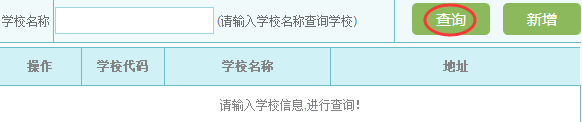 学校名称 (请输入学校名称查询学校) 查询 新增
操作 学校代码 学校名称 地址
请输入学校信息,进行查询!